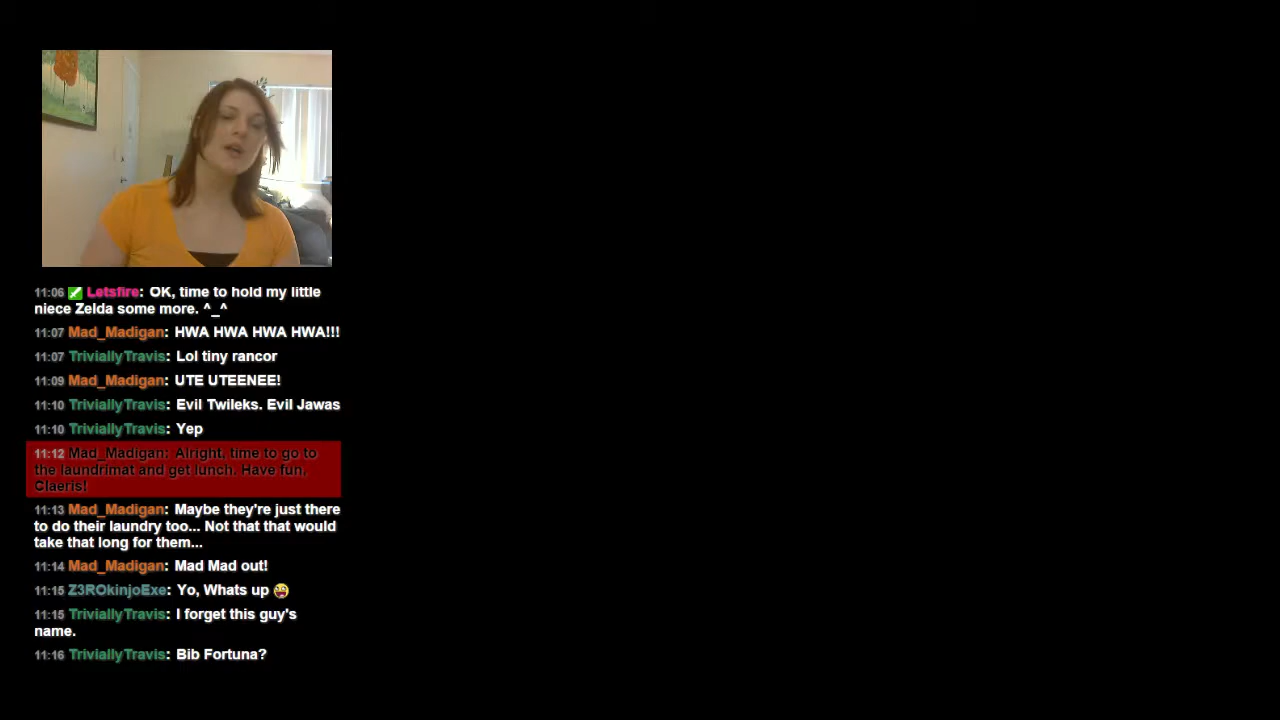 11:06 Letsfire: OK, time to hold my little
niece Zelda some more. ^_^
11:07 Mad_Madigan: HWA HWA HWA HWA!!!
11:07 TriviallyTravis: Lol tiny rancor
11:09 Mad_Madigan: UTE UTEENEE!
11:10 TriviallyTravis: Evil Twileks. Evil Jawas
11:10 TriviallyTravis: Yep
11:12 Mad_Madigan: Alright, time to go to
the laundrimat and get lunch. Have fun,
Claeris!
11:13 Mad_Madigan: Maybe they're just there
to do their laundry too... Not that that would
take that long for them...
11:14 Mad_Madigan: Mad Mad out!
11:15 Z3ROkinjoExe: Yo, Whats up
11:15 TriviallyTravis: I forget this guy's
name.
11:16 TriviallyTravis: Bib Fortuna?